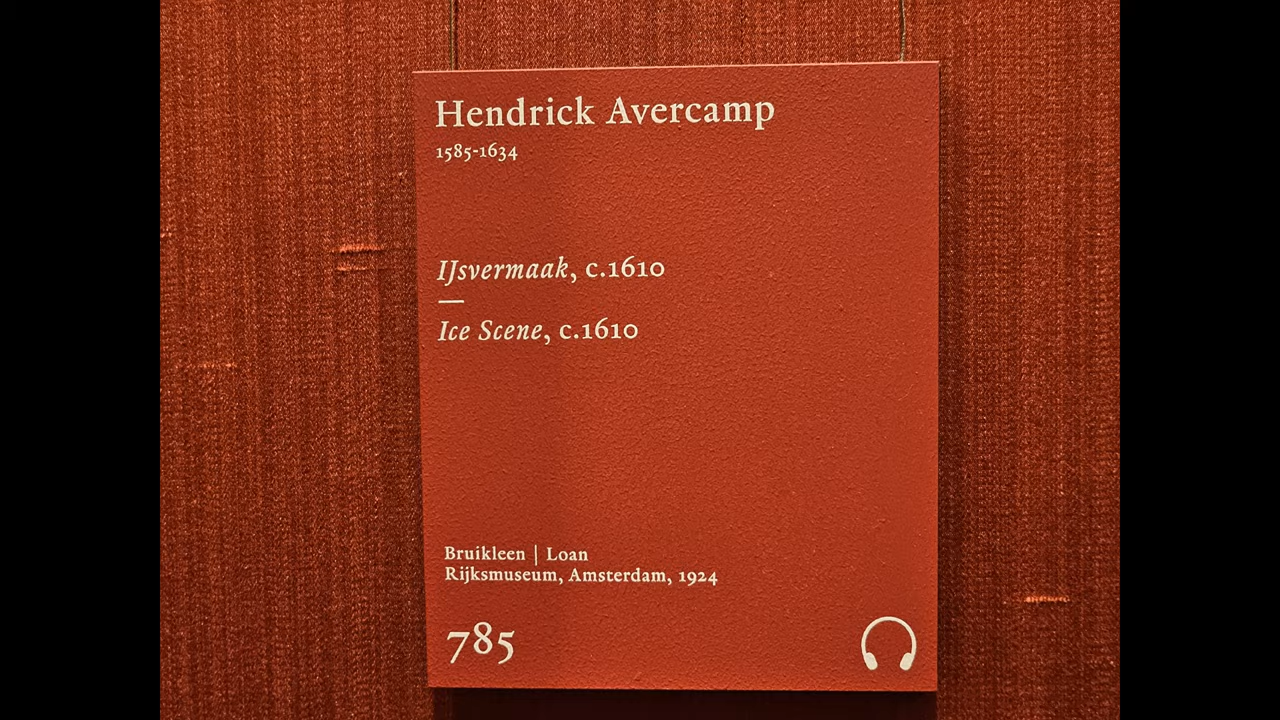 Hendrick Avercamp
1585-1634
IJsvermaak, c.1610
—
Ice Scene, c.1610
Bruikleen | Loan
Rijksmuseum, Amsterdam, 1924
785